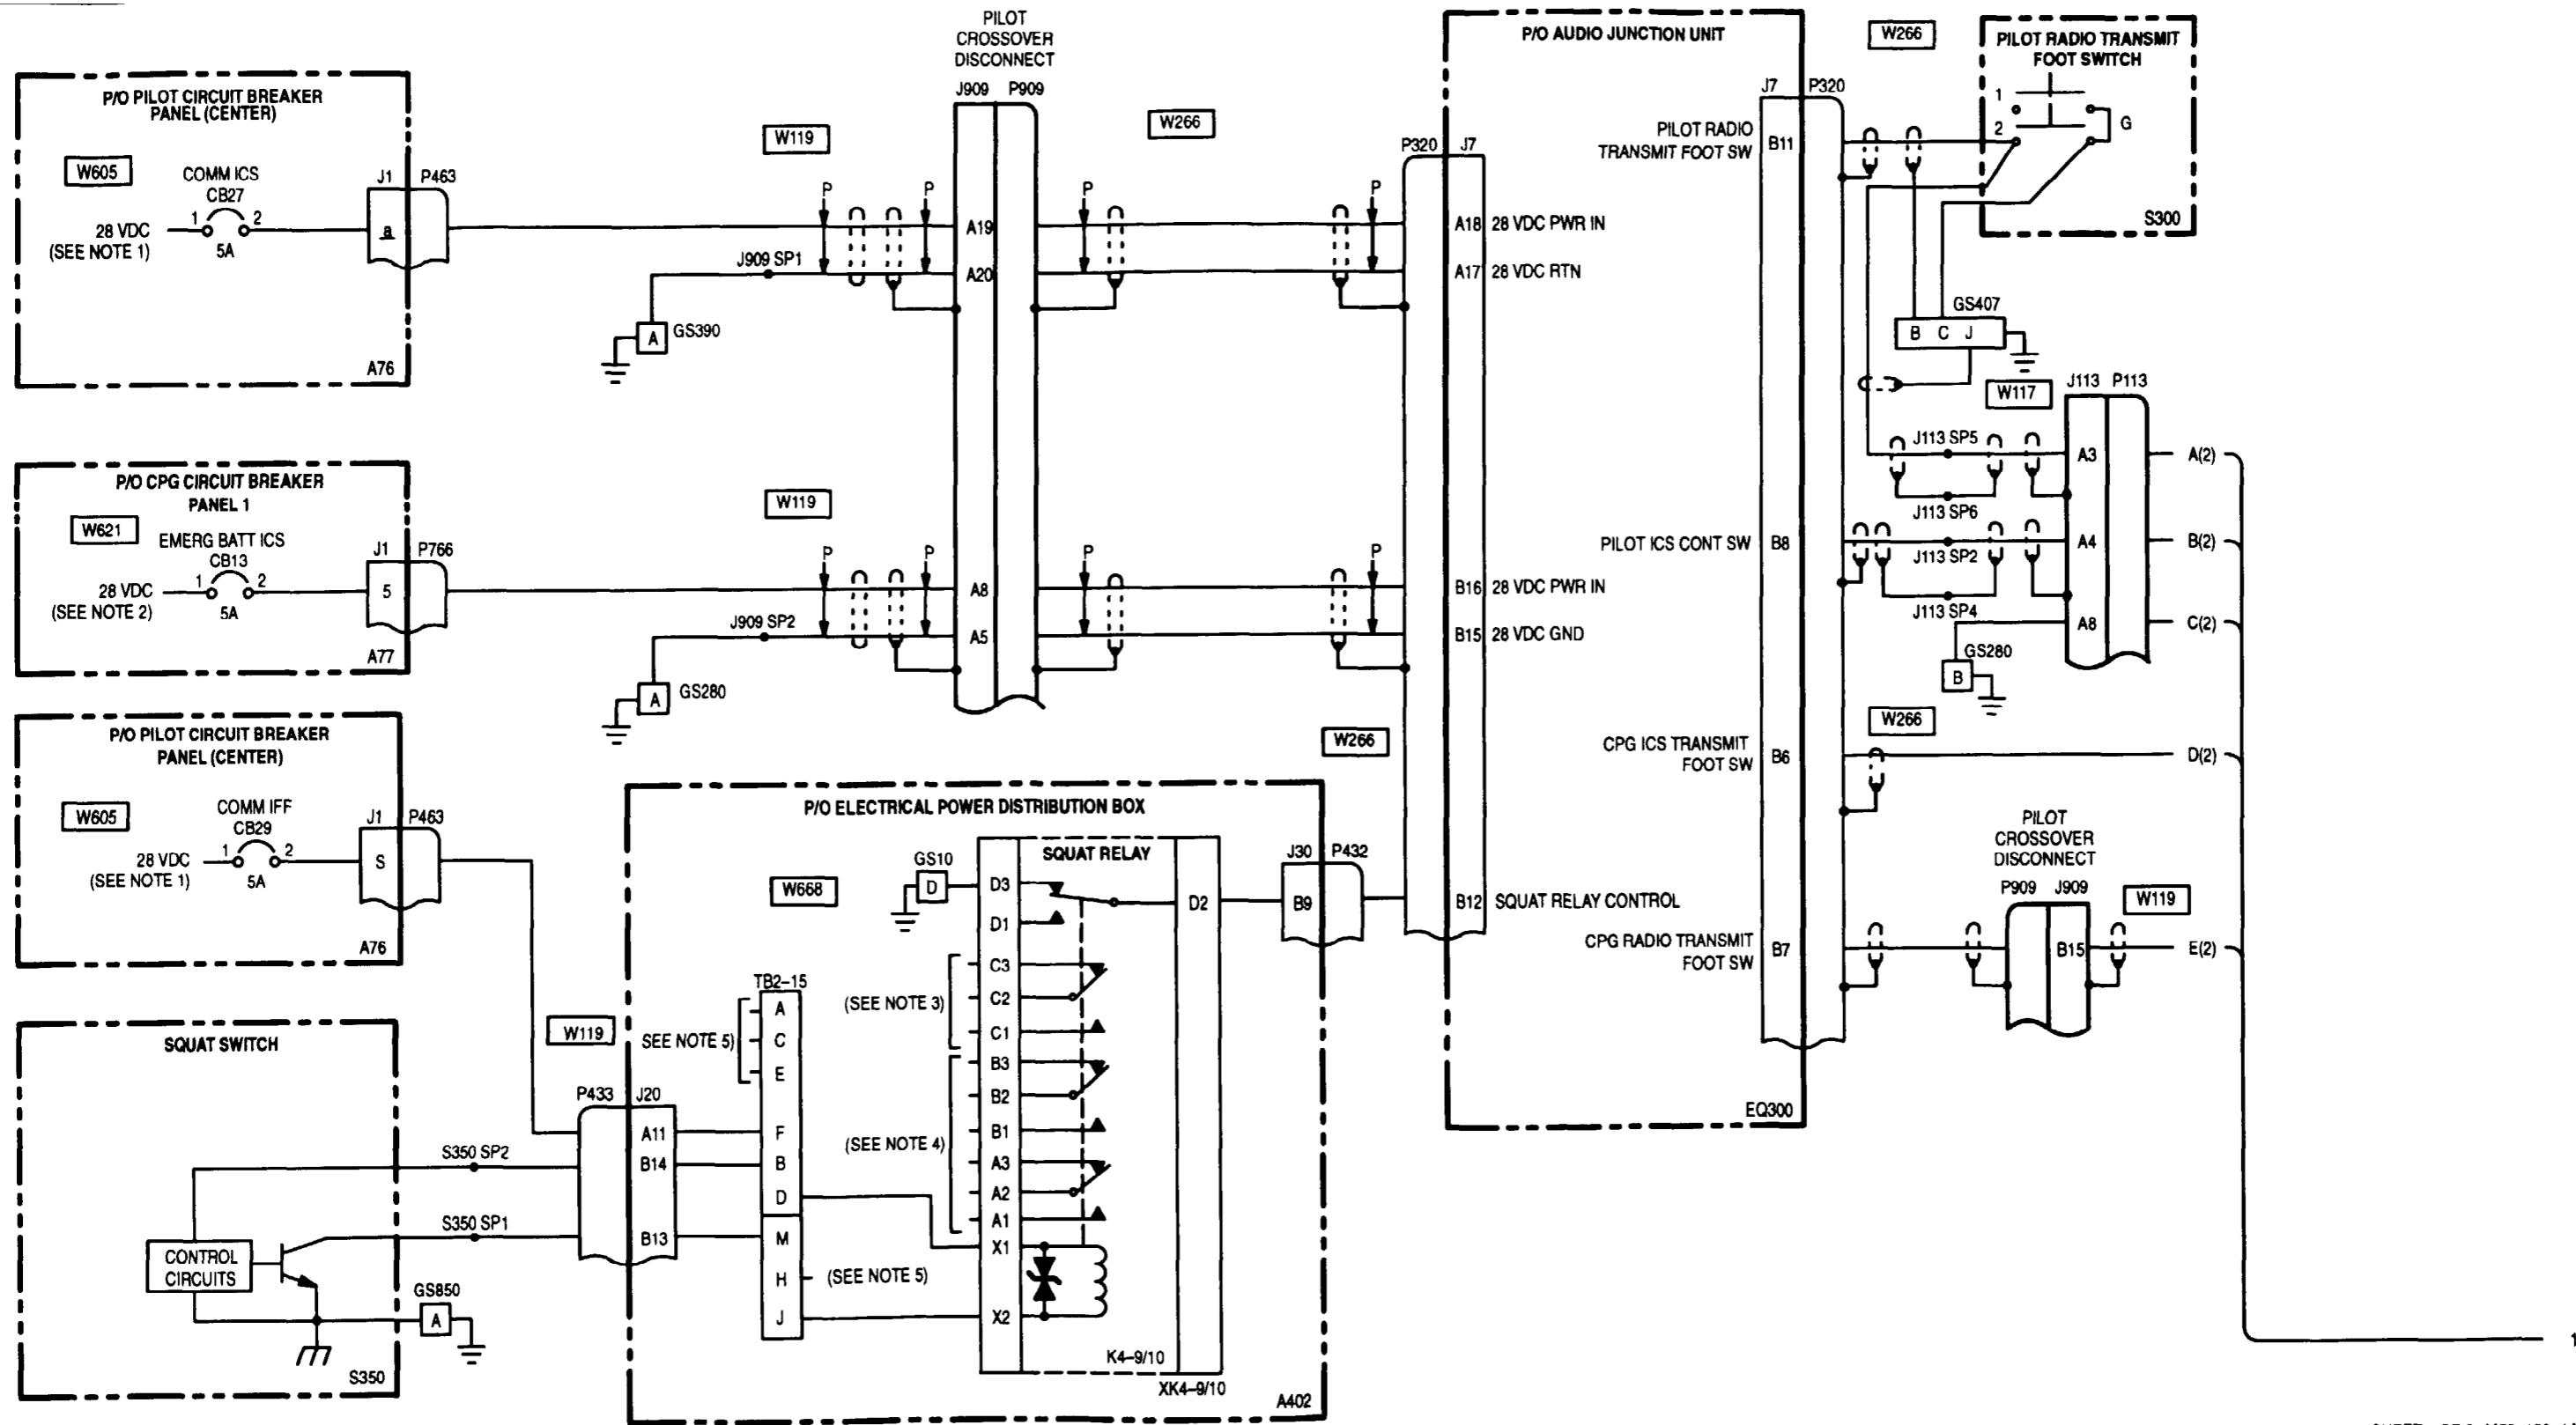 P/O PILOT CIRCUIT BREAKER
PANEL (CENTER)
W605
COMM ICS
CB27
1 2
5A
28 VDC
(SEE NOTE 1)
J1 P463
a
A76
W119
P P
J909 SP1
A GS390
PILOT
CROSSOVER
DISCONNECT
J909 P909
A19
A20
W266
P P
P320 J7
A18 28 VDC PWR IN
A17 28 VDC RTN
P/O CPG CIRCUIT BREAKER
PANEL 1
W621
EMERG BATT ICS
CB13
1 2
5A
28 VDC
(SEE NOTE 2)
J1 P766
5
A77
W119
P P
J909 SP2
A GS280
A8
A5
P P
B16 28 VDC PWR IN
B15 28 VDC GND
W266
P/O PILOT CIRCUIT BREAKER
PANEL (CENTER)
W605
COMM IFF
CB29
1 2
5A
28 VDC
(SEE NOTE 1)
J1 P463
S
A76
SQUAT SWITCH
CONTROL
CIRCUITS
S350 SP2
S350 SP1
GS850
A
S350
W119
P433 J20
A11
B14
B13
P/O ELECTRICAL POWER DISTRIBUTION BOX
W668
TB2-15
A
C
E
SEE NOTE 5)
F
B
D
M
H (SEE NOTE 5)
J
GS10
D
SQUAT RELAY
D3
D1
C3
C2
C1
(SEE NOTE 3)
B3
B2
B1
A3
A2
A1
(SEE NOTE 4)
X1
X2
D2
K4-9/10
XK4-9/10
A402
J30 P432
B9
B12 SQUAT RELAY CONTROL
P/O AUDIO JUNCTION UNIT
J7 P320
PILOT RADIO
TRANSMIT FOOT SW
B11
PILOT ICS CONT SW B8
CPG ICS TRANSMIT
FOOT SW
B6
CPG RADIO TRANSMIT
FOOT SW
B7
EQ300
W266
PILOT RADIO TRANSMIT
FOOT SWITCH
1
2
G
S300
GS407
B C J
W117
J113 P113
J113 SP5
A3 A(2)
J113 SP6
J113 SP2
A4 B(2)
J113 SP4
A8 C(2)
GS280
B
W266
D(2)
PILOT
CROSSOVER
DISCONNECT
P909 J909
W119
B15 E(2)